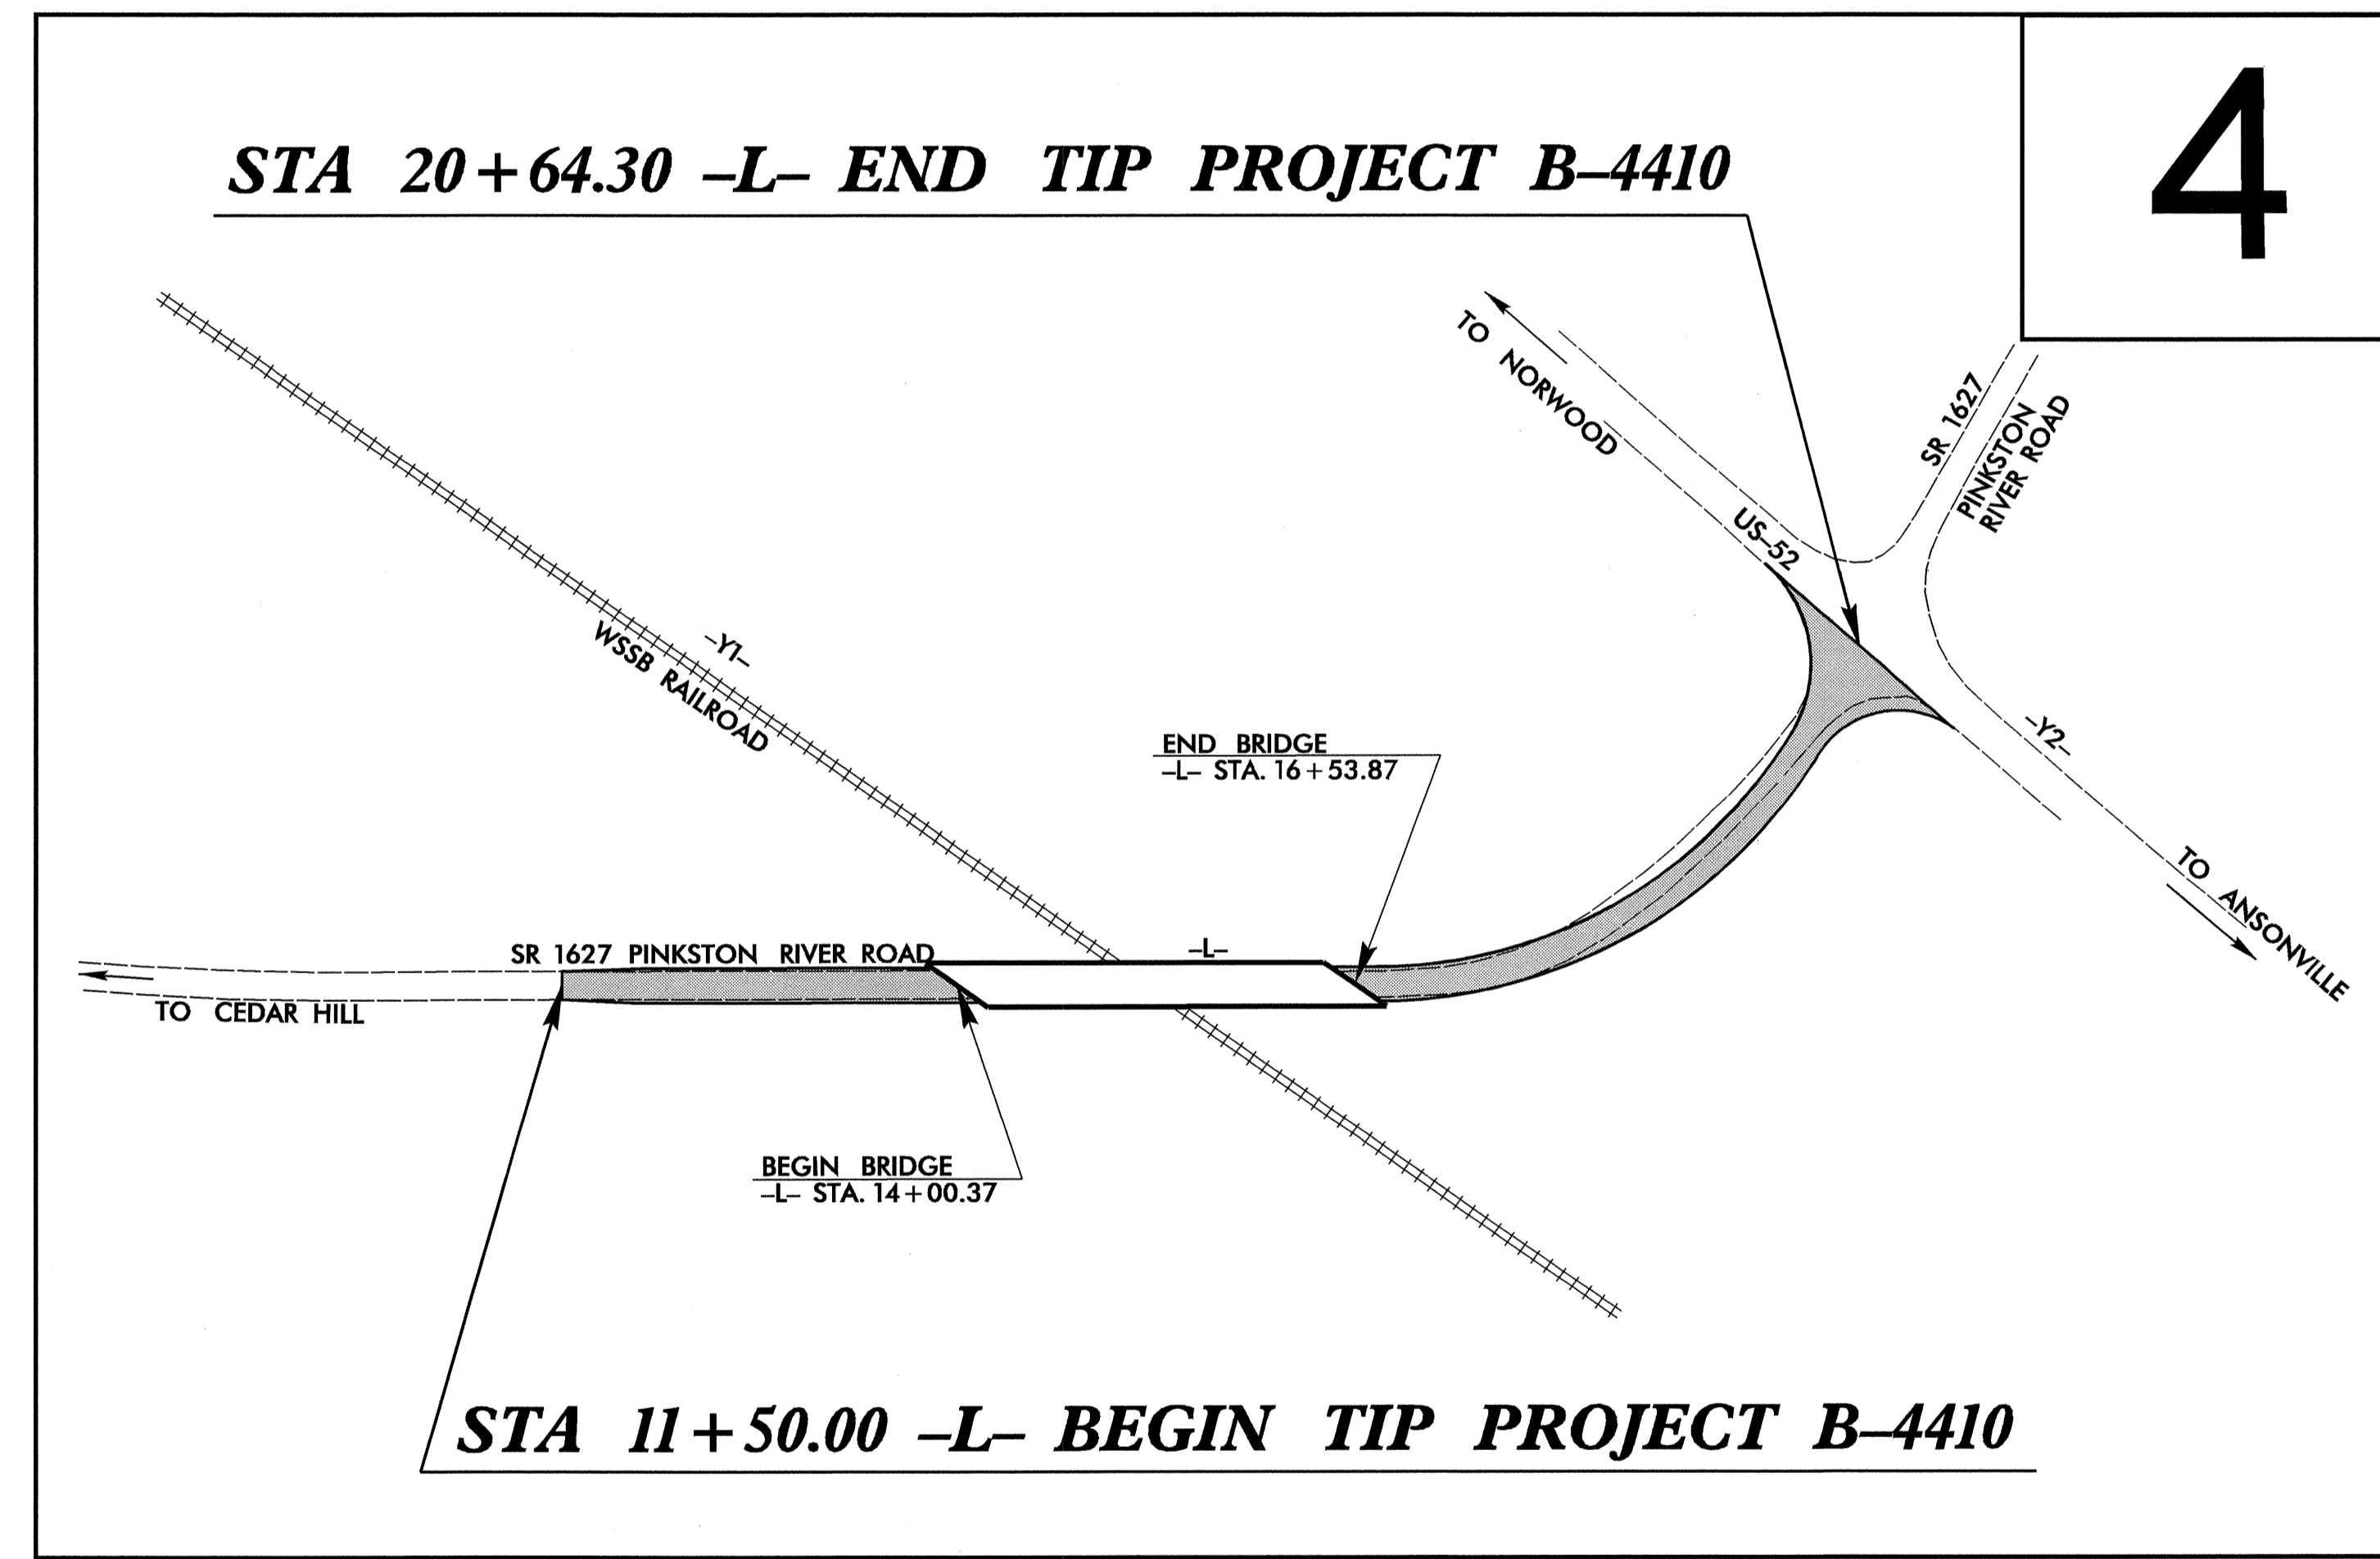 4
STA 20+64.30 –L– END TIP PROJECT B–4410
TO NORWOOD
SR 1627
PINKSTON
RIVER ROAD
US–52
–Y1–
WSSB RAILROAD
–Y2–
END BRIDGE
–L– STA. 16+53.87
TO ANSONVILLE
SR 1627 PINKSTON RIVER ROAD
–L–
TO CEDAR HILL
BEGIN BRIDGE
–L– STA. 14+00.37
STA 11+50.00 –L– BEGIN TIP PROJECT B–4410